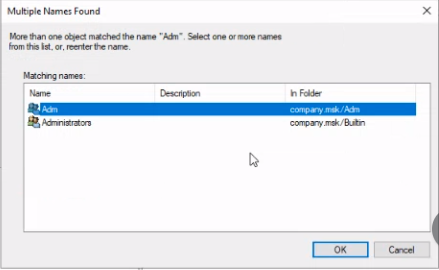 Multiple Names Found
More than one object matched the name "Adm". Select one or more names
from this list, or, reenter the name.
Matching names:
Name Description In Folder
Adm company.msk/Adm
Administrators company.msk/Builtin
OK Cancel